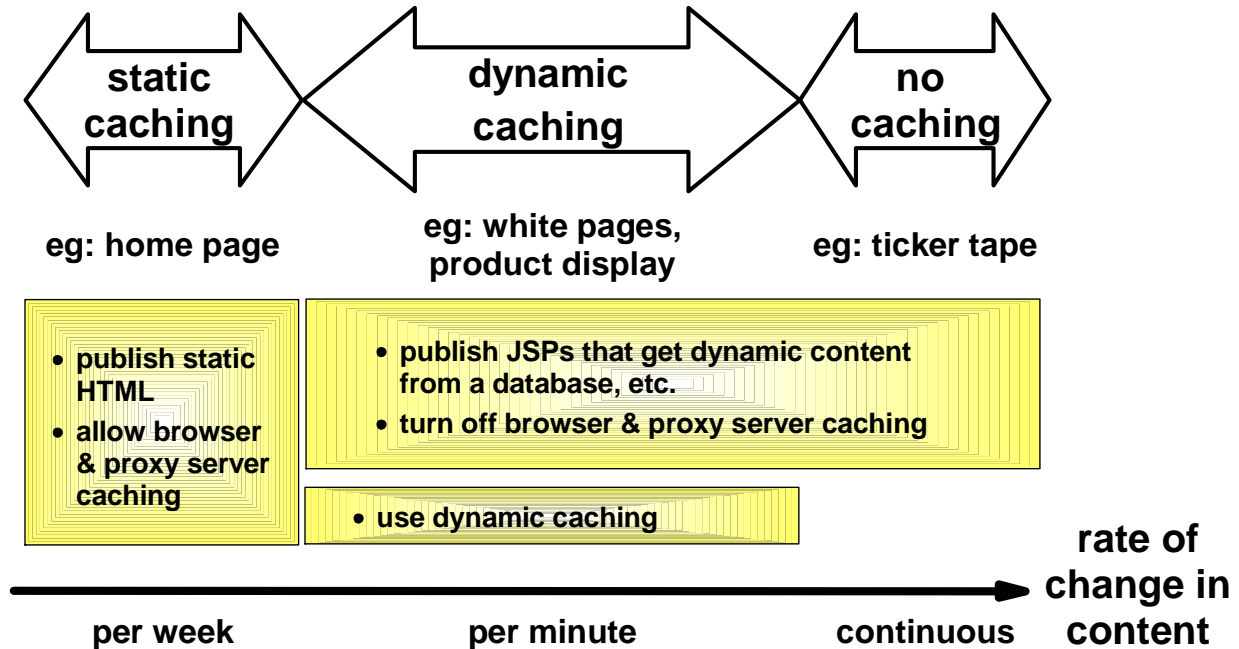 static
caching
dynamic
caching
no
caching
eg: home page
eg: white pages,
product display
eg: ticker tape
• publish static
HTML
• allow browser
& proxy server
caching
• publish JSPs that get dynamic content
from a database, etc.
• turn off browser & proxy server caching
• use dynamic caching
rate of
change in
content
per week
per minute
continuous